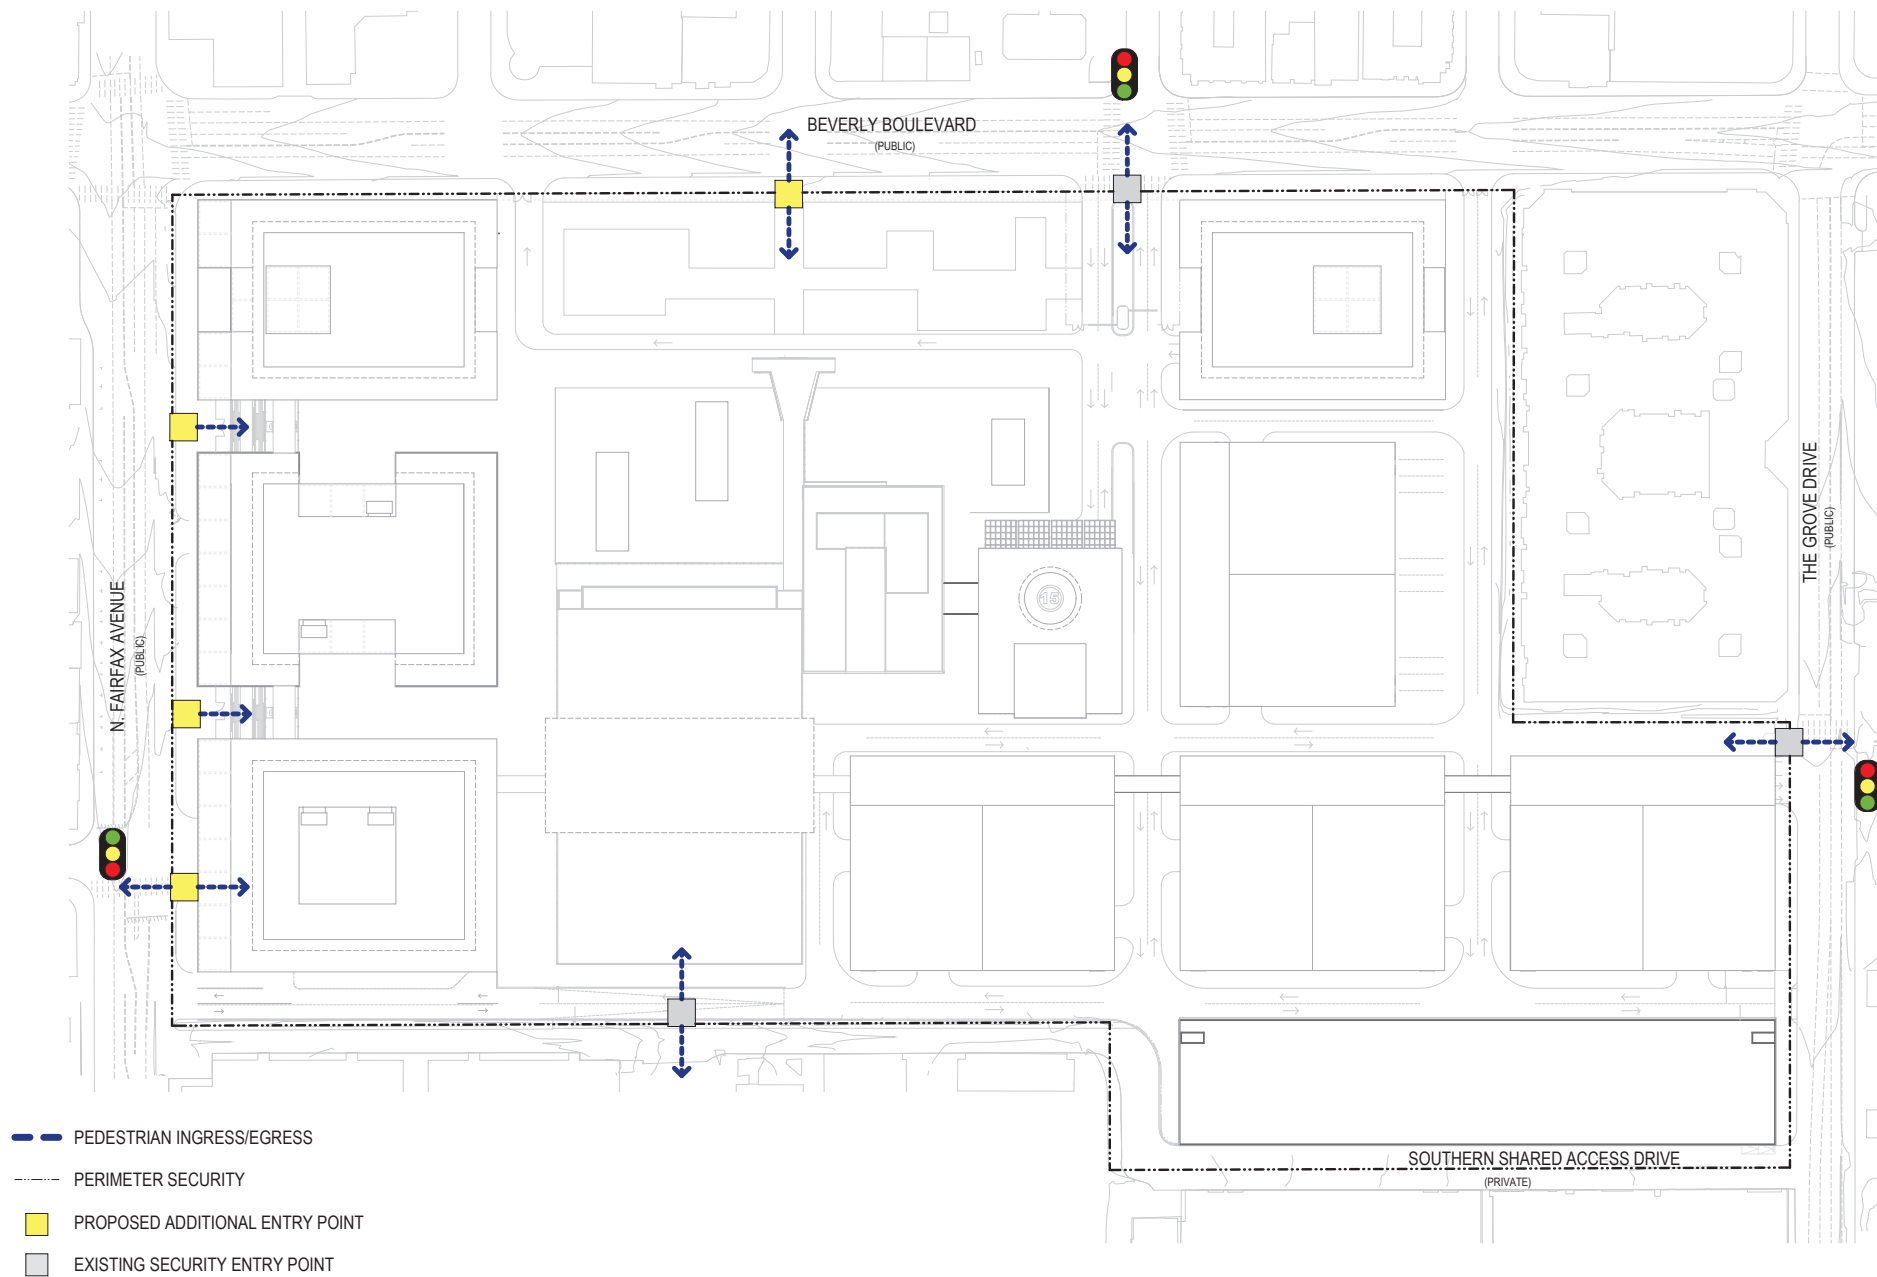 BEVERLY BOULEVARD
(PUBLIC)
THE GROVE DRIVE
(PUBLIC)
N. FAIRFAX AVENUE
(PUBLIC)
15
SOUTHERN SHARED ACCESS DRIVE
(PRIVATE)
PEDESTRIAN INGRESS/EGRESS
PERIMETER SECURITY
PROPOSED ADDITIONAL ENTRY POINT
EXISTING SECURITY ENTRY POINT